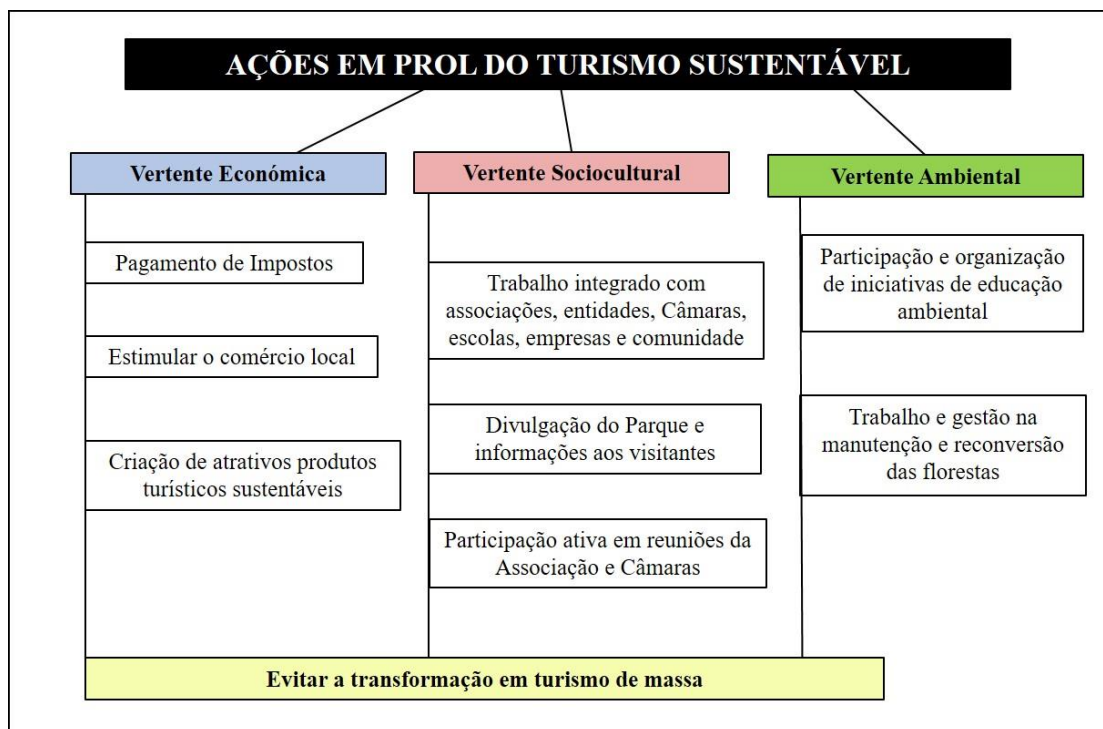 AÇÕES EM PROL DO TURISMO SUSTENTÁVEL
Vertente Económica
Pagamento de Impostos
Estimular o comércio local
Criação de atrativos produtos
turísticos sustentáveis
Vertente Sociocultural
Trabalho integrado com
associações, entidades, Câmaras,
escolas, empresas e comunidade
Divulgação do Parque e
informações aos visitantes
Participação ativa em reuniões da
Associação e Câmaras
Vertente Ambiental
Participação e organização
de iniciativas de educação
ambiental
Trabalho e gestão na
manutenção e reconversão
das florestas
Evitar a transformação em turismo de massa